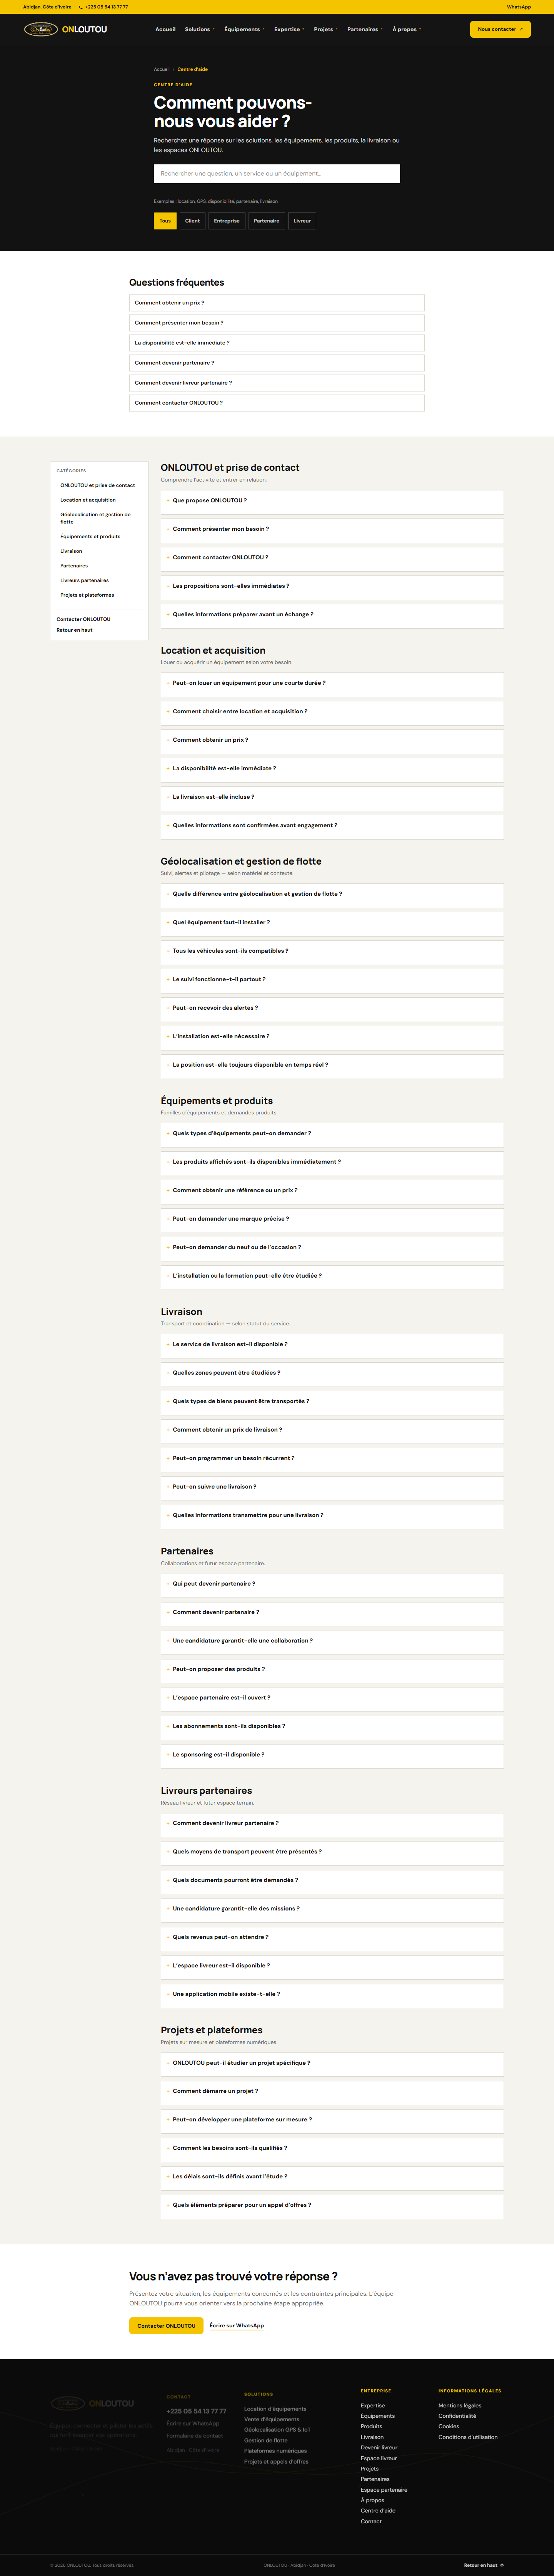 Abidjan, Côte d'Ivoire · +225 05 54 13 77 77
WhatsApp
ONLOUTOU
Accueil
Solutions
Équipements
Expertise
Projets
Partenaires
À propos
Nous contacter ↗
Accueil / Centre d'aide
CENTRE D'AIDE
Comment pouvons-
nous vous aider ?
Recherchez une réponse sur les solutions, les équipements, les produits, la livraison ou
les espaces ONLOUTOU.
Rechercher une question, un service ou un équipement…
Exemples : location, GPS, disponibilité, partenaire, livraison
Tous
Client
Entreprise
Partenaire
Livreur
Questions fréquentes
Comment obtenir un prix ?
Comment présenter mon besoin ?
La disponibilité est-elle immédiate ?
Comment devenir partenaire ?
Comment devenir livreur partenaire ?
Comment contacter ONLOUTOU ?
CATÉGORIES
ONLOUTOU et prise de contact
Location et acquisition
Géolocalisation et gestion de
flotte
Équipements et produits
Livraison
Partenaires
Livreurs partenaires
Projets et plateformes
Contacter ONLOUTOU
Retour en haut
ONLOUTOU et prise de contact
Comprendre l'activité et entrer en relation.
+ Que propose ONLOUTOU ?
+ Comment présenter mon besoin ?
+ Comment contacter ONLOUTOU ?
+ Les propositions sont-elles immédiates ?
+ Quelles informations préparer avant un échange ?
Location et acquisition
Louer ou acquérir un équipement selon votre besoin.
+ Peut-on louer un équipement pour une courte durée ?
+ Comment choisir entre location et acquisition ?
+ Comment obtenir un prix ?
+ La disponibilité est-elle immédiate ?
+ La livraison est-elle incluse ?
+ Quelles informations sont confirmées avant engagement ?
Géolocalisation et gestion de flotte
Suivi, alertes et pilotage — selon matériel et contexte.
+ Quelle différence entre géolocalisation et gestion de flotte ?
+ Quel équipement faut-il installer ?
+ Tous les véhicules sont-ils compatibles ?
+ Le suivi fonctionne-t-il partout ?
+ Peut-on recevoir des alertes ?
+ L'installation est-elle nécessaire ?
+ La position est-elle toujours disponible en temps réel ?
Équipements et produits
Familles d'équipements et demandes produits.
+ Quels types d'équipements peut-on demander ?
+ Les produits affichés sont-ils disponibles immédiatement ?
+ Comment obtenir une référence ou un prix ?
+ Peut-on demander une marque précise ?
+ Peut-on demander du neuf ou de l'occasion ?
+ L'installation ou la formation peut-elle être étudiée ?
Livraison
Transport et coordination — selon statut du service.
+ Le service de livraison est-il disponible ?
+ Quelles zones peuvent être étudiées ?
+ Quels types de biens peuvent être transportés ?
+ Comment obtenir un prix de livraison ?
+ Peut-on programmer un besoin récurrent ?
+ Peut-on suivre une livraison ?
+ Quelles informations transmettre pour une livraison ?
Partenaires
Collaborations et futur espace partenaire.
+ Qui peut devenir partenaire ?
+ Comment devenir partenaire ?
+ Une candidature garantit-elle une collaboration ?
+ Peut-on proposer des produits ?
+ L'espace partenaire est-il ouvert ?
+ Les abonnements sont-ils disponibles ?
+ Le sponsoring est-il disponible ?
Livreurs partenaires
Réseau livreur et futur espace terrain.
+ Comment devenir livreur partenaire ?
+ Quels moyens de transport peuvent être présentés ?
+ Quels documents pourront être demandés ?
+ Une candidature garantit-elle des missions ?
+ Quels revenus peut-on attendre ?
+ L'espace livreur est-il disponible ?
+ Une application mobile existe-t-elle ?
Projets et plateformes
Projets sur mesure et plateformes numériques.
+ ONLOUTOU peut-il étudier un projet spécifique ?
+ Comment démarre un projet ?
+ Peut-on développer une plateforme sur mesure ?
+ Comment les besoins sont-ils qualifiés ?
+ Les délais sont-ils définis avant l'étude ?
+ Quels éléments préparer pour un appel d'offres ?
Vous n'avez pas trouvé votre réponse ?
Présentez votre situation, les équipements concernés et les contraintes principales. L'équipe
ONLOUTOU pourra vous orienter vers la prochaine étape appropriée.
Contacter ONLOUTOU
Écrire sur WhatsApp
ONLOUTOU
CONTACT
+225 05 54 13 77 77
Écrire sur WhatsApp
Formulaire de contact
Abidjan · Côte d'Ivoire
SOLUTIONS
Location d'équipements
Vente d'équipements
Géolocalisation GPS & IoT
Gestion de flotte
Plateformes numériques
Projets et appels d'offres
ENTREPRISE
Expertise
Équipements
Produits
Livraison
Devenir livreur
Espace livreur
Projets
Partenaires
Espace partenaire
À propos
Centre d'aide
Contact
INFORMATIONS LÉGALES
Mentions légales
Confidentialité
Cookies
Conditions d'utilisation
© 2026 ONLOUTOU. Tous droits réservés.
ONLOUTOU · Abidjan · Côte d'Ivoire
Retour en haut ↑